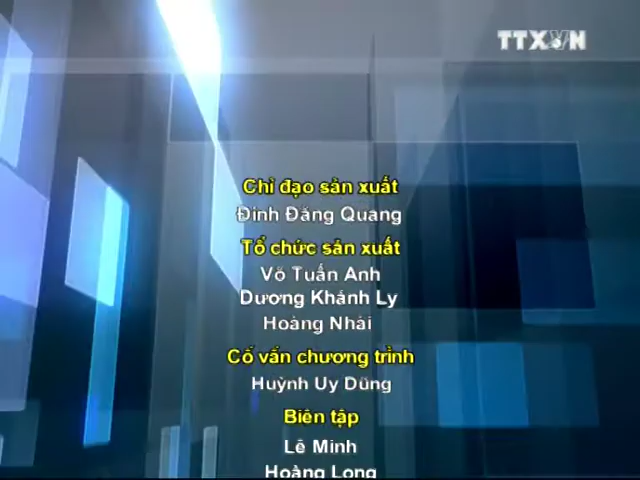 TTXVN
Chỉ đạo sản xuất
Đinh Đăng Quang
Tổ chức sản xuất
Võ Tuấn Anh
Dương Khánh Ly
Hoàng Nhải
Cố vấn chương trình
Huỳnh Uy Dũng
Biên tập
Lê Minh
Hoàng Long